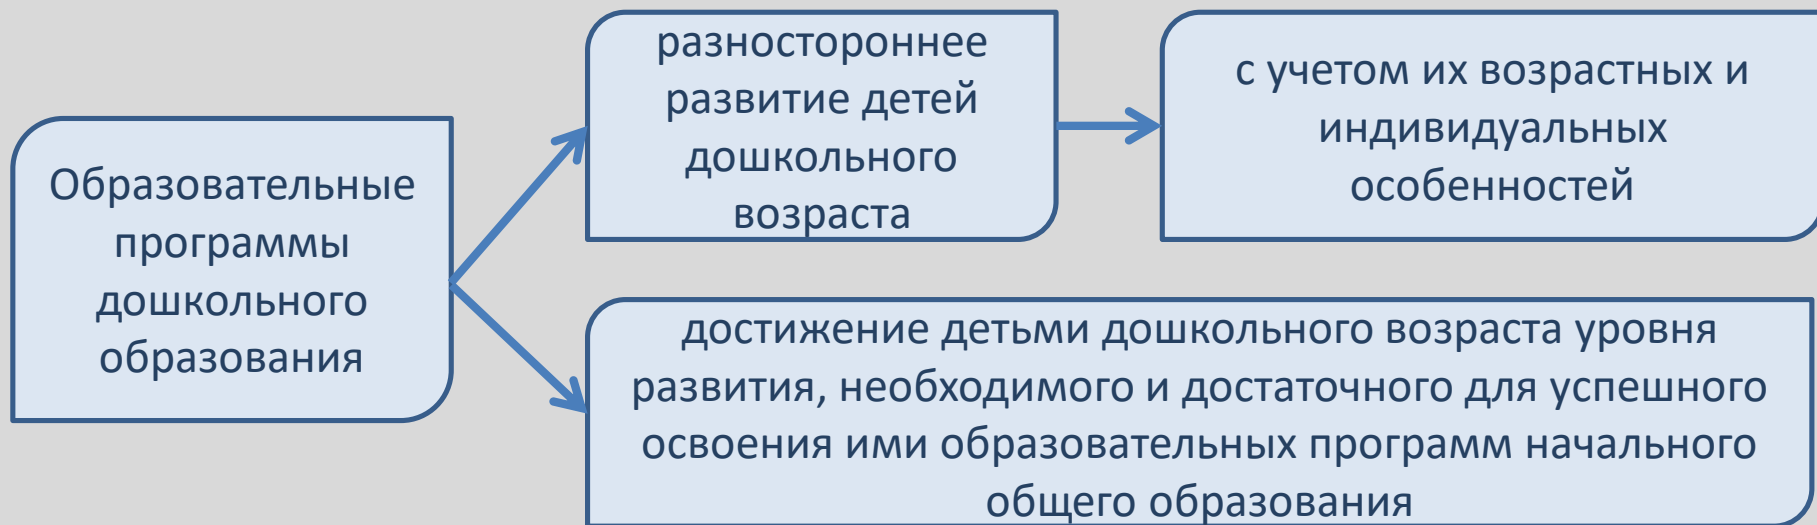 Образовательные
программы
дошкольного
образования
разностороннее
развитие детей
дошкольного
возраста
с учетом их возрастных и
индивидуальных
особенностей
достижение детьми дошкольного возраста уровня
развития, необходимого и достаточного для успешного
освоения ими образовательных программ начального
общего образования